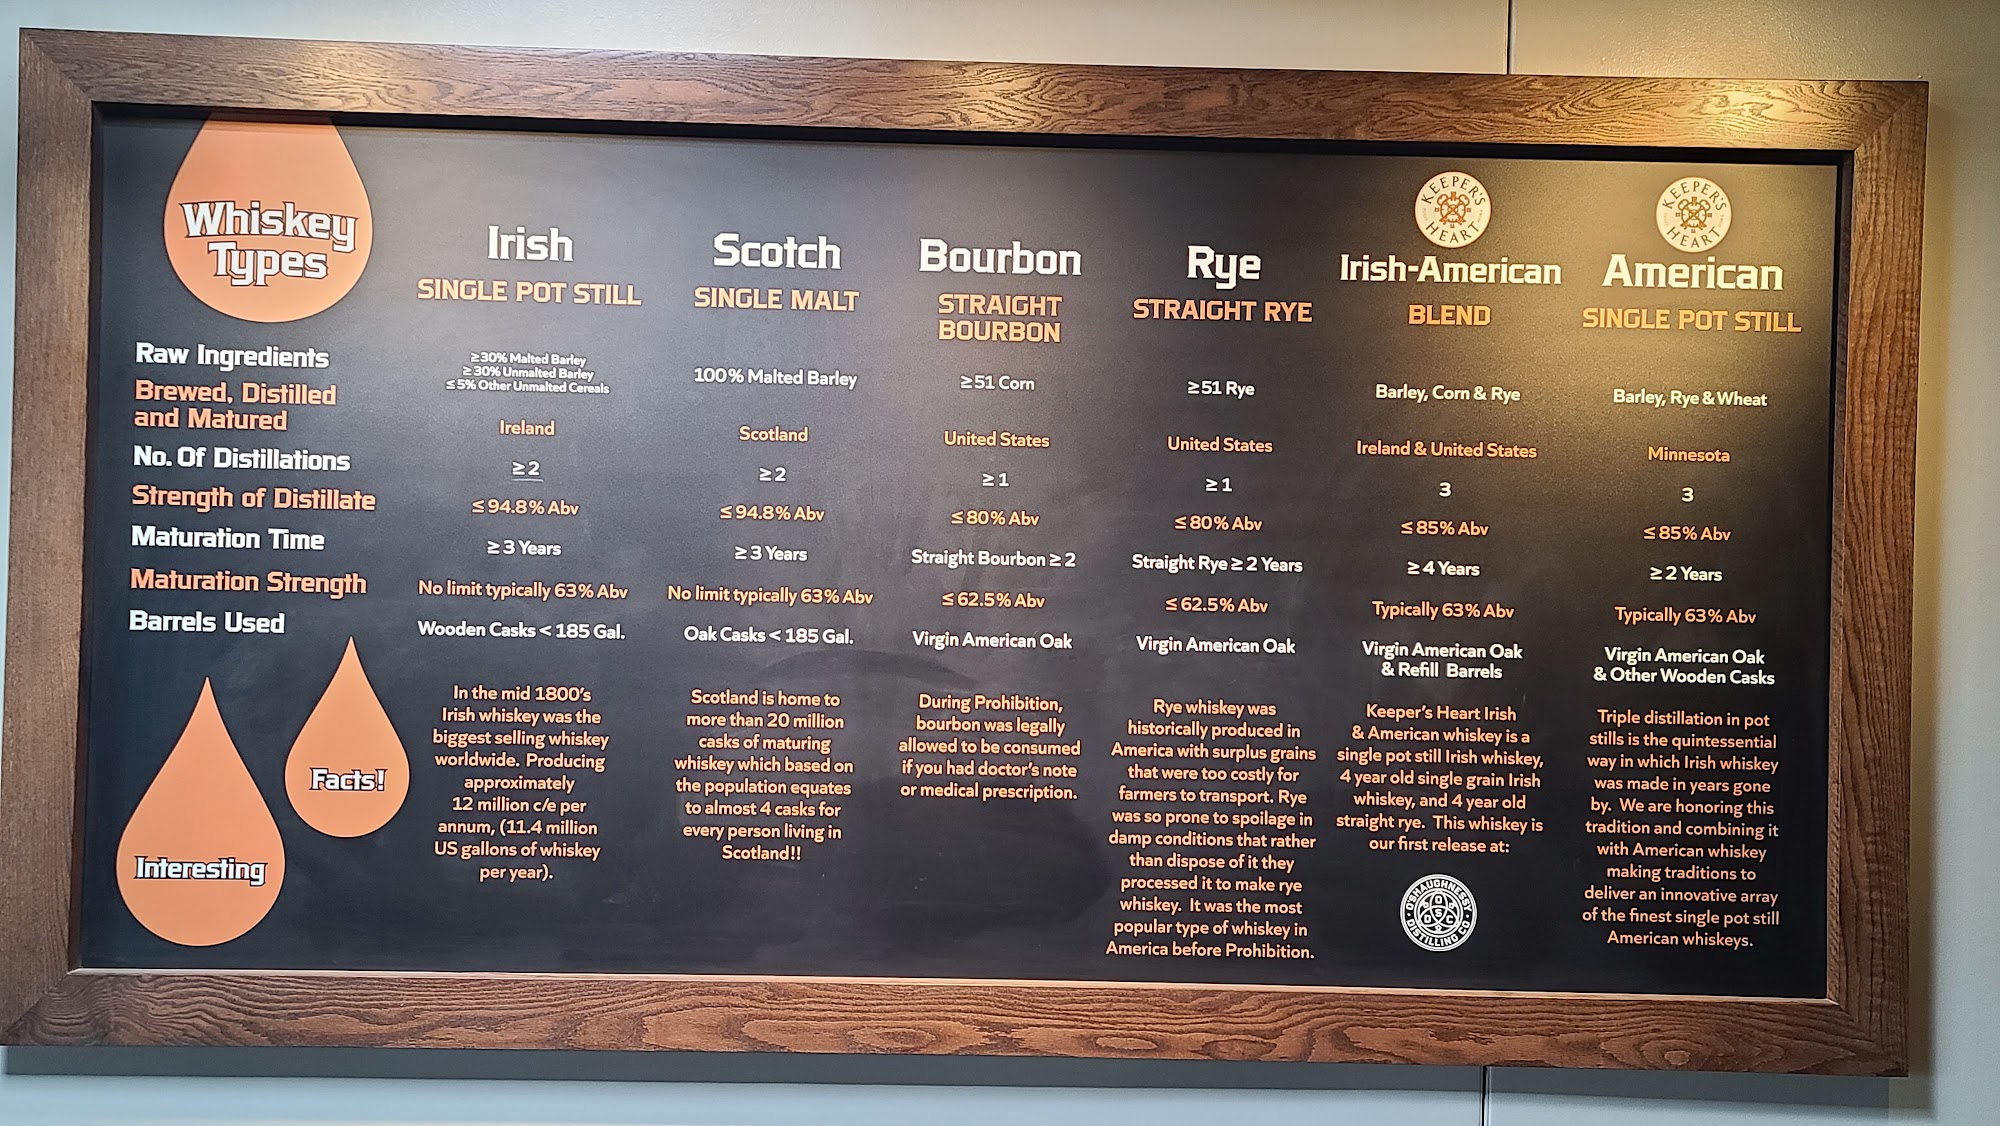 Whiskey
Types
Irish
SINGLE POT STILL
Scotch
SINGLE MALT
Bourbon
STRAIGHT
BOURBON
Rye
STRAIGHT RYE
KEEPER'S
HEART
Irish-American
BLEND
KEEPER'S
HEART
American
SINGLE POT STILL
Raw Ingredients
≥30% Malted Barley
≥30% Unmalted Barley
≤5% Other Unmalted Cereals
100% Malted Barley
≥51 Corn
≥51 Rye
Barley, Corn & Rye
Barley, Rye & Wheat
Brewed, Distilled
and Matured
Ireland
Scotland
United States
United States
Ireland & United States
Minnesota
No. Of Distillations
≥2
≥2
≥1
≥1
3
3
Strength of Distillate
≤94.8% Abv
≤94.8% Abv
≤80% Abv
≤80% Abv
≤85% Abv
≤85% Abv
Maturation Time
≥3 Years
≥3 Years
Straight Bourbon ≥2
Straight Rye ≥2 Years
≥4 Years
≥2 Years
Maturation Strength
No limit typically 63% Abv
No limit typically 63% Abv
≤62.5% Abv
≤62.5% Abv
Typically 63% Abv
Typically 63% Abv
Barrels Used
Wooden Casks < 185 Gal.
Oak Casks < 185 Gal.
Virgin American Oak
Virgin American Oak
Virgin American Oak
& Refill Barrels
Virgin American Oak
& Other Wooden Casks
Interesting
Facts!
In the mid 1800's
Irish whiskey was the
biggest selling whiskey
worldwide. Producing
approximately
12 million c/e per
annum, (11.4 million
US gallons of whiskey
per year).
Scotland is home to
more than 20 million
casks of maturing
whiskey which based on
the population equates
to almost 4 casks for
every person living in
Scotland!!
During Prohibition,
bourbon was legally
allowed to be consumed
if you had doctor's note
or medical prescription.
Rye whiskey was
historically produced in
America with surplus grains
that were too costly for
farmers to transport. Rye
was so prone to spoilage in
damp conditions that rather
than dispose of it they
processed it to make rye
whiskey. It was the most
popular type of whiskey in
America before Prohibition.
Keeper's Heart Irish
& American whiskey is a
single pot still Irish whiskey,
4 year old single grain Irish
whiskey, and 4 year old
straight rye. This whiskey is
our first release at:
O'SHAUGHNESSY
DISTILLING CO.
Triple distillation in pot
stills is the quintessential
way in which Irish whiskey
was made in years gone
by. We are honoring this
tradition and combining it
with American whiskey
making traditions to
deliver an innovative array
of the finest single pot still
American whiskeys.